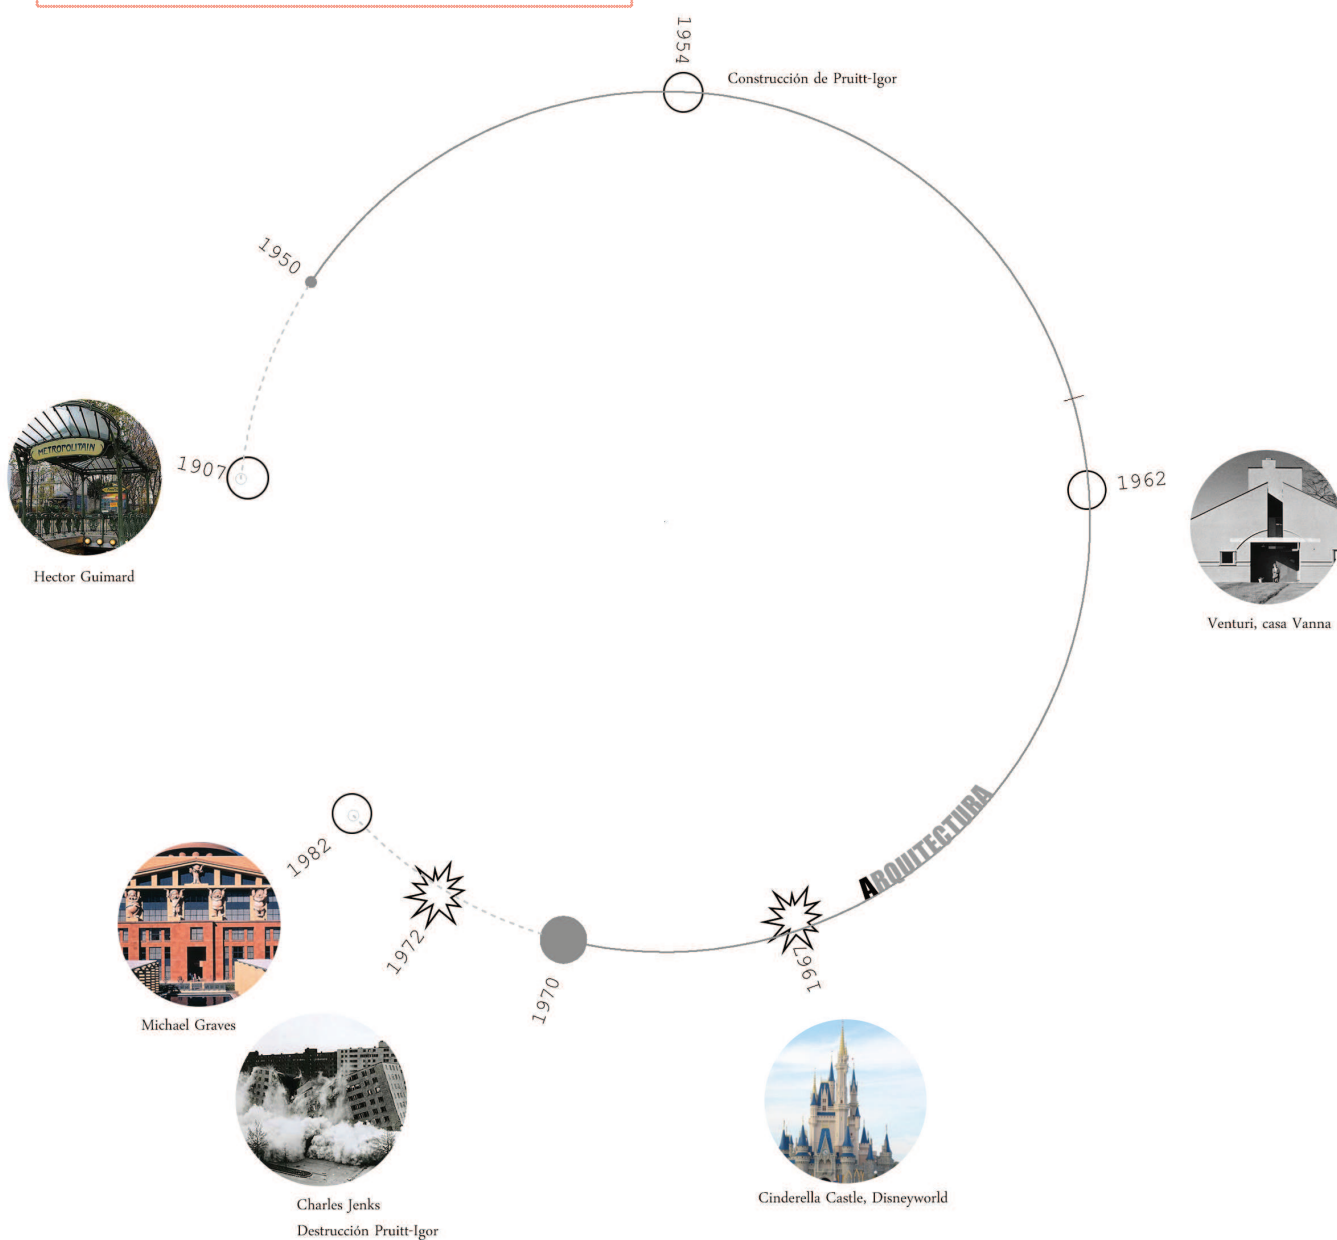 1954
Construcción de Pruitt-Igor
1950
METROPOLITAIN
1907
Hector Guimard
1962
Venturi, casa Vanna
ARQUITECTURA
1982
1972
1970
1967
Michael Graves
Charles Jenks
Destrucción Pruitt-Igor
Cinderella Castle, Disneyworld